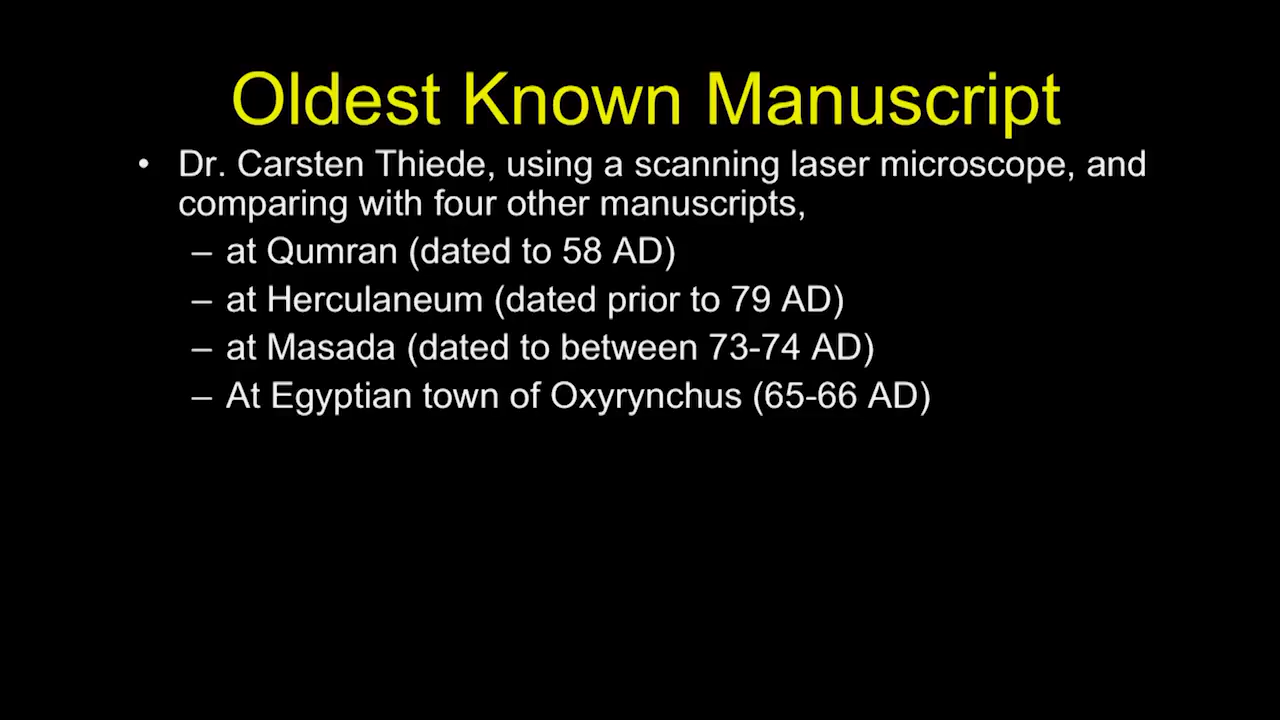 Oldest Known Manuscript
• Dr. Carsten Thiede, using a scanning laser microscope, and
comparing with four other manuscripts,
– at Qumran (dated to 58 AD)
– at Herculaneum (dated prior to 79 AD)
– at Masada (dated to between 73-74 AD)
– At Egyptian town of Oxyrynchus (65-66 AD)